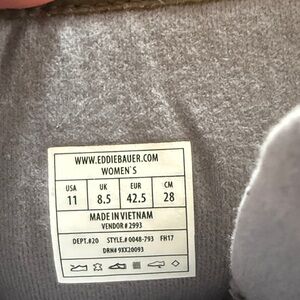 WWW.EDDIEBAUER.COM
WOMEN`S
USA UK EUR CM
11 8.5 42.5 28
MADE IN VIETNAM
VENDOR # 2993
DEPT.#20 STYLE.# 0048-793 FH17
DRN# 9XX20093